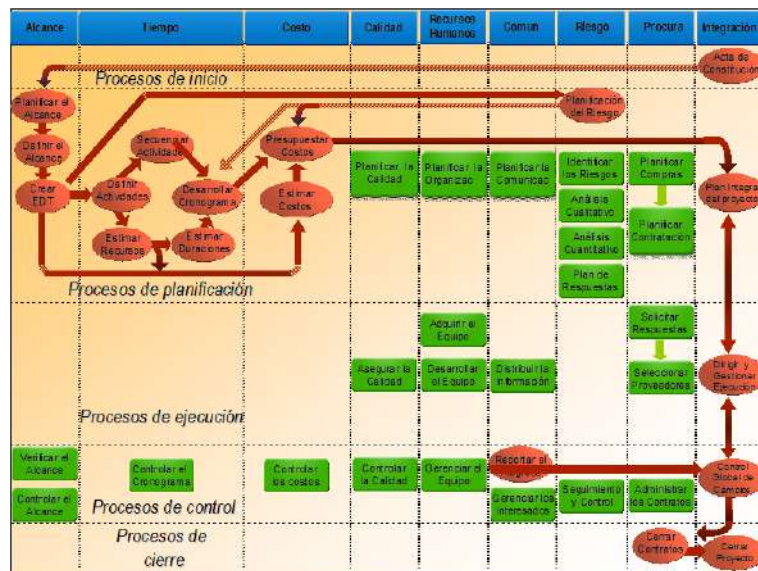 Alcance
Tiempo
Costo
Calidad
Recursos
Humanos
Comun
Riesgo
Procura
Integración
Procesos de inicio
Acta de
Constitución
Planificar el
Alcance
Planificación
del Riesgo
Definir el
Alcance
Secuenciar
Actividades
Presupuestar
Costos
Crear
EDT
Definir
Actividades
Desarrollar
Cronograma
Estimar
Costos
Planificar la
Calidad
Planificar la
Organizac
Planificar la
Comunicac
Identificar
los Riesgos
Planificar
Compras
Plan Integral
del proyecto
Análisis
Cualitativo
Planificar
Contratación
Estimar
Recursos
Estimar
Duraciones
Análisis
Cuantitativo
Plan de
Respuestas
Procesos de planificación
Adquirir el
Equipo
Solicitar
Respuestas
Asegurar la
Calidad
Desarrollar
el Equipo
Distribuir la
Información
Seleccionar
Proveedores
Dirigir y
Gestionar
Ejecución
Procesos de ejecución
Verificar el
Alcance
Controlar el
Cronograma
Controlar
los costos
Controlar
la Calidad
Gerenciar el
Equipo
Reportar el
Control
Global de
Cambios
Controlar el
Alcance
Procesos de control
Gerenciar los
Interesados
Seguimiento
y Control
Administrar
los Contratos
Procesos de
cierre
Cerrar
Contratos
Cerrar
Proyecto